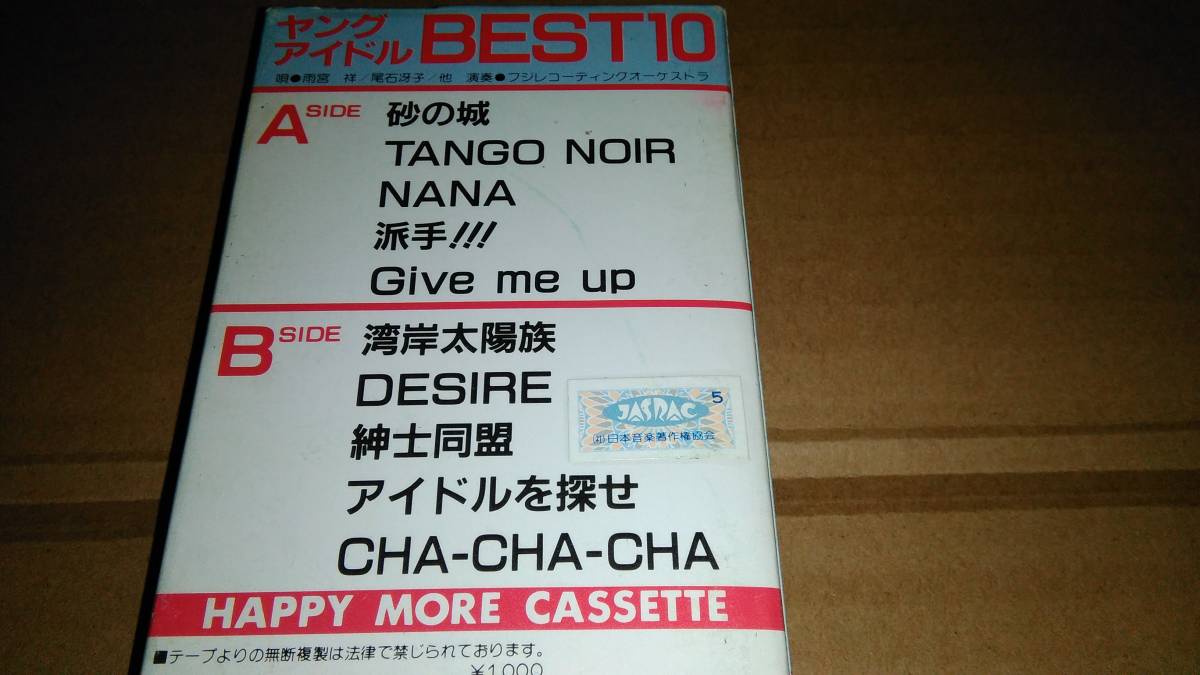 ヤング
アイドル BEST10
唄●雨宮 祥/尾石冴子/他 演奏●フジレコーディングオーケストラ
A SIDE 砂の城
TANGO NOIR
NANA
派手!!!
Give me up
B SIDE 湾岸太陽族
DESIRE
紳士同盟
アイドルを探せ
CHA-CHA-CHA
JASRAC 5
㈳日本音楽著作権協会
HAPPY MORE CASSETTE
■テープよりの無断複製は法律で禁じられております。
¥1,000